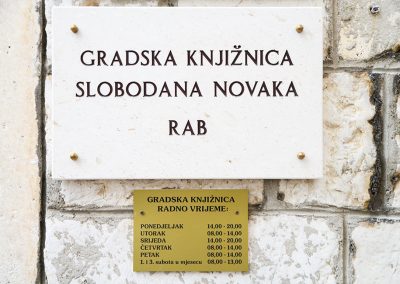 GRADSKA KNJIŽNICA
SLOBODANA NOVAKA
RAB
GRADSKA KNJIŽNICA
RADNO VRIJEME:
PONEDJELJAK 14,00 - 20,00
UTORAK 08,00 - 14,00
SRIJEDA 14,00 - 20,00
ČETVRTAK 08,00 - 14,00
PETAK 08,00 - 14,00
1. i 3. subota u mjesecu 08,00 - 13,00